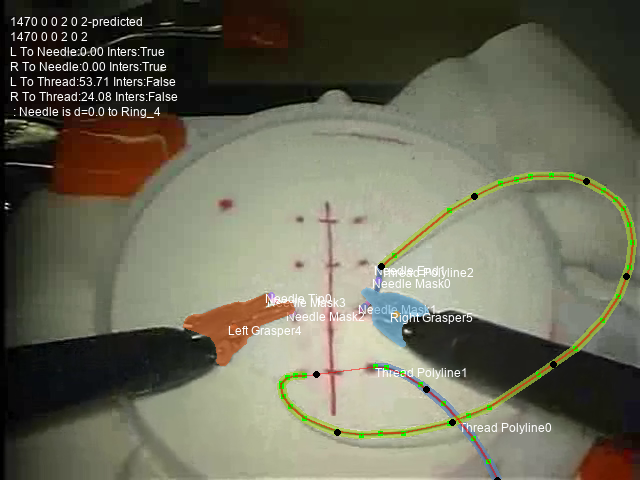 1470 0 0 2 0 2-predicted
1470 0 0 2 0 2
L To Needle:0.00 Inters:True
R To Needle:0.00 Inters:True
L To Thread:53.71 Inters:False
R To Thread:24.08 Inters:False
: Needle is d=0.0 to Ring_4
Needle End1
Thread Polyline2
Needle Mask0
Needle Tip0
Needle Mask3
Needle Mask1
Needle Mask2
Right Grasper5
Left Grasper4
Thread Polyline1
Thread Polyline0